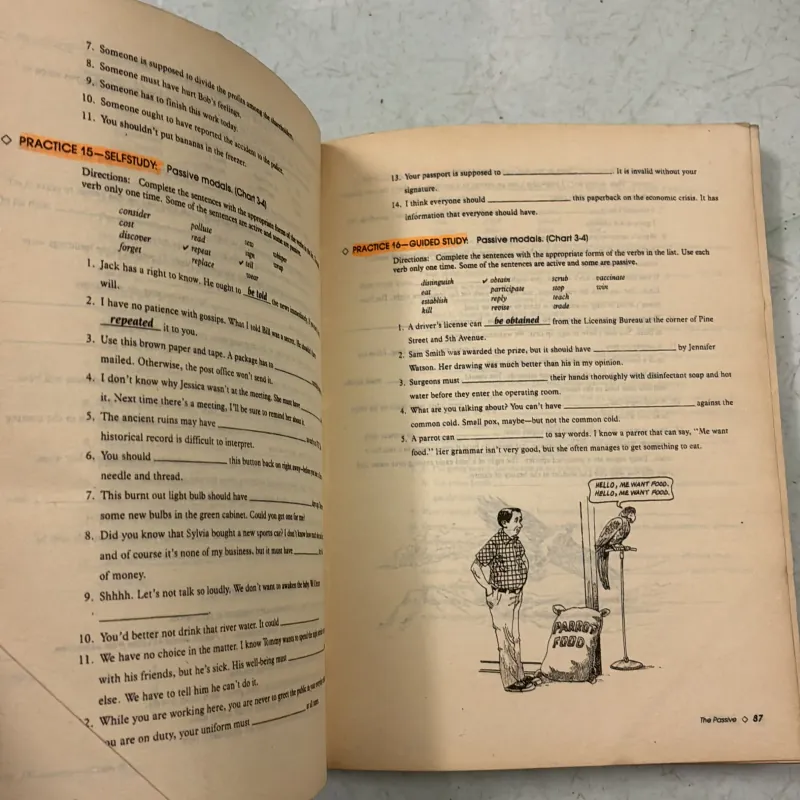 7. Someone is supposed to divide the profits among the shareholders.
8. Someone must have hurt Bob's feelings.
9. Someone has to finish this work today.
10. Someone ought to have reported the accident to the police.
11. You shouldn't put bananas in the freezer.
◇ PRACTICE 15—SELFSTUDY: Passive modals. (Chart 3-4)
Directions: Complete the sentences with the appropriate forms of the verbs in the
verb only one time. Some of the sentences are active and some are passive.
consider pollute sew whisper
cost read sign wrap
discover ✓ repeat ✓ tell
forget replace wear
1. Jack has a right to know. He ought to be told the news immediately.
will.
2. I have no patience with gossips. What I told Bill was a secret. He shouldn't
repeated it to you.
3. Use this brown paper and tape. A package has to
mailed. Otherwise, the post office won't send it.
4. I don't know why Jessica wasn't at the meeting. She must have
it. Next time there's a meeting, I'll be sure to remind her about it.
5. The ancient ruins may have
historical record is difficult to interpret.
6. You should this button back on right away
needle and thread.
7. This burnt out light bulb should have
some new bulbs in the green cabinet. Could you get one for me?
8. Did you know that Sylvia bought a new sports car? I don't know how
and of course it's none of my business, but it must have
of money.
9. Shhhh. Let's not talk so loudly. We don't want to awaken the baby.
10. You'd better not drink that river water. It could
11. We have no choice in the matter. I know Tommy wants to spend the
with his friends, but he's sick. His well-being must
else. We have to tell him he can't do it.
2. While you are working here, you are never to greet the public in your
ou are on duty, your uniform must
13. Your passport is supposed to . It is invalid without your
signature.
14. I think everyone should this paperback on the economic crisis. It has
information that everyone should have.
◇ PRACTICE 16—GUIDED STUDY: Passive modals. (Chart 3-4)
Directions: Complete the sentences with the appropriate forms of the verbs in the list. Use each
verb only one time. Some of the sentences are active and some are passive.
distinguish ✓ obtain scrub vaccinate
eat participate stop win
establish reply teach
kill revise trade
1. A driver's license can be obtained from the Licensing Bureau at the corner of Pine
Street and 5th Avenue.
2. Sam Smith was awarded the prize, but it should have by Jennifer
Watson. Her drawing was much better than his in my opinion.
3. Surgeons must their hands thoroughly with disinfectant soap and hot
water before they enter the operating room.
4. What are you talking about? You can't have against the
common cold. Small pox, maybe—but not the common cold.
5. A parrot can to say words. I know a parrot that can say, "Me want
food." Her grammar isn't very good, but she often manages to get something to eat.
HELLO, ME WANT FOOD.
HELLO, ME WANT FOOD.
PARROT
FOOD
The Passive ◇ 87